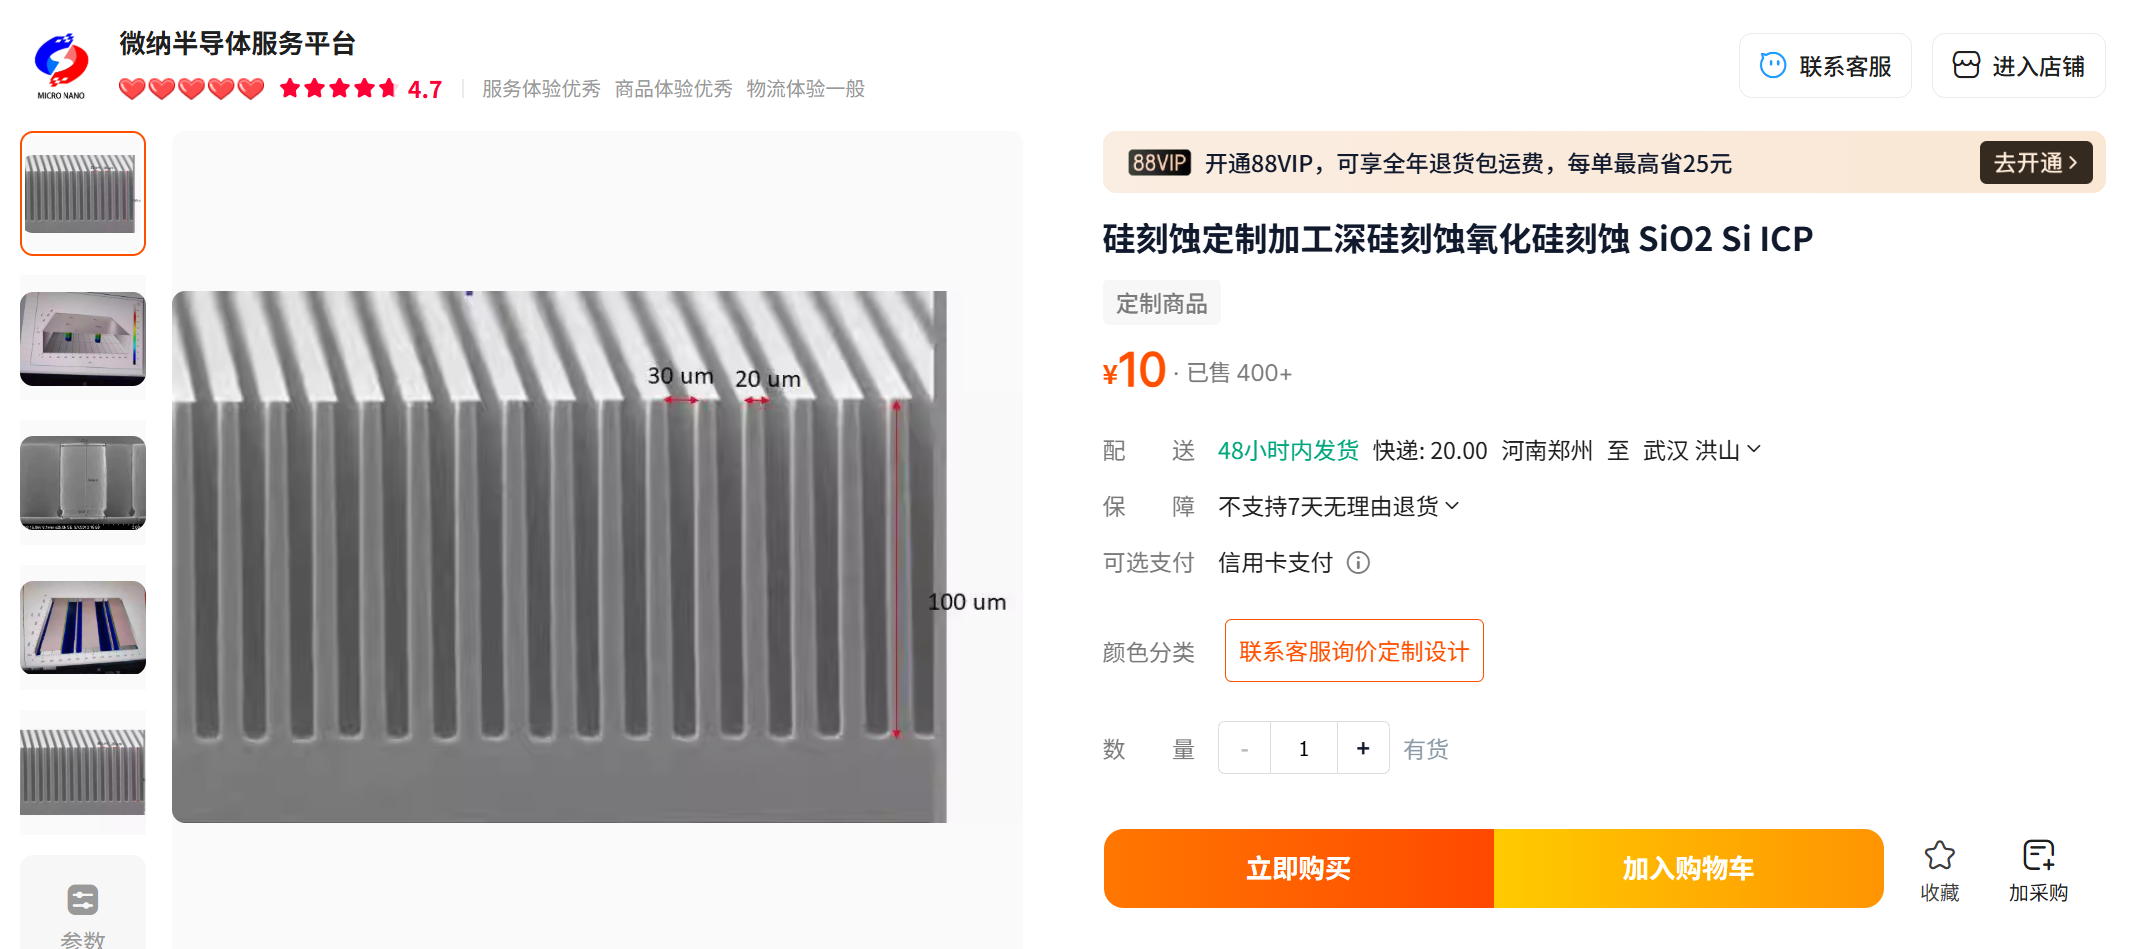 微纳半导体服务平台
MICRO NANO
4.7
服务体验优秀 商品体验优秀 物流体验一般
联系客服
进入店铺
88VIP 开通88VIP，可享全年退货包运费，每单最高省25元 去开通
硅刻蚀定制加工深硅刻蚀氧化硅刻蚀 SiO2 Si ICP
定制商品
¥10 · 已售 400+
配送 48小时内发货 快递: 20.00 河南郑州 至 武汉 洪山
保障 不支持7天无理由退货
可选支付 信用卡支付
颜色分类 联系客服询价定制设计
数量 - 1 + 有货
立即购买 加入购物车
收藏
加采购
30 um
20 um
100 um
参数